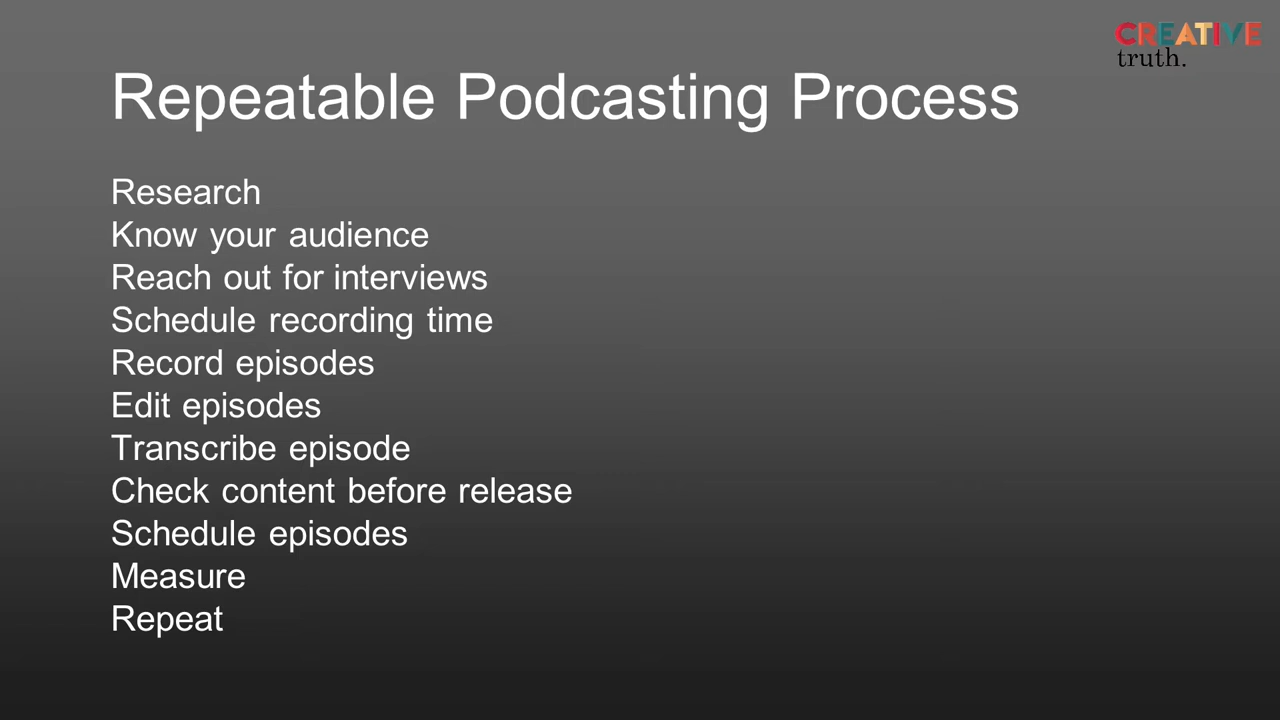 CREATIVE
truth.
Repeatable Podcasting Process
Research
Know your audience
Reach out for interviews
Schedule recording time
Record episodes
Edit episodes
Transcribe episode
Check content before release
Schedule episodes
Measure
Repeat